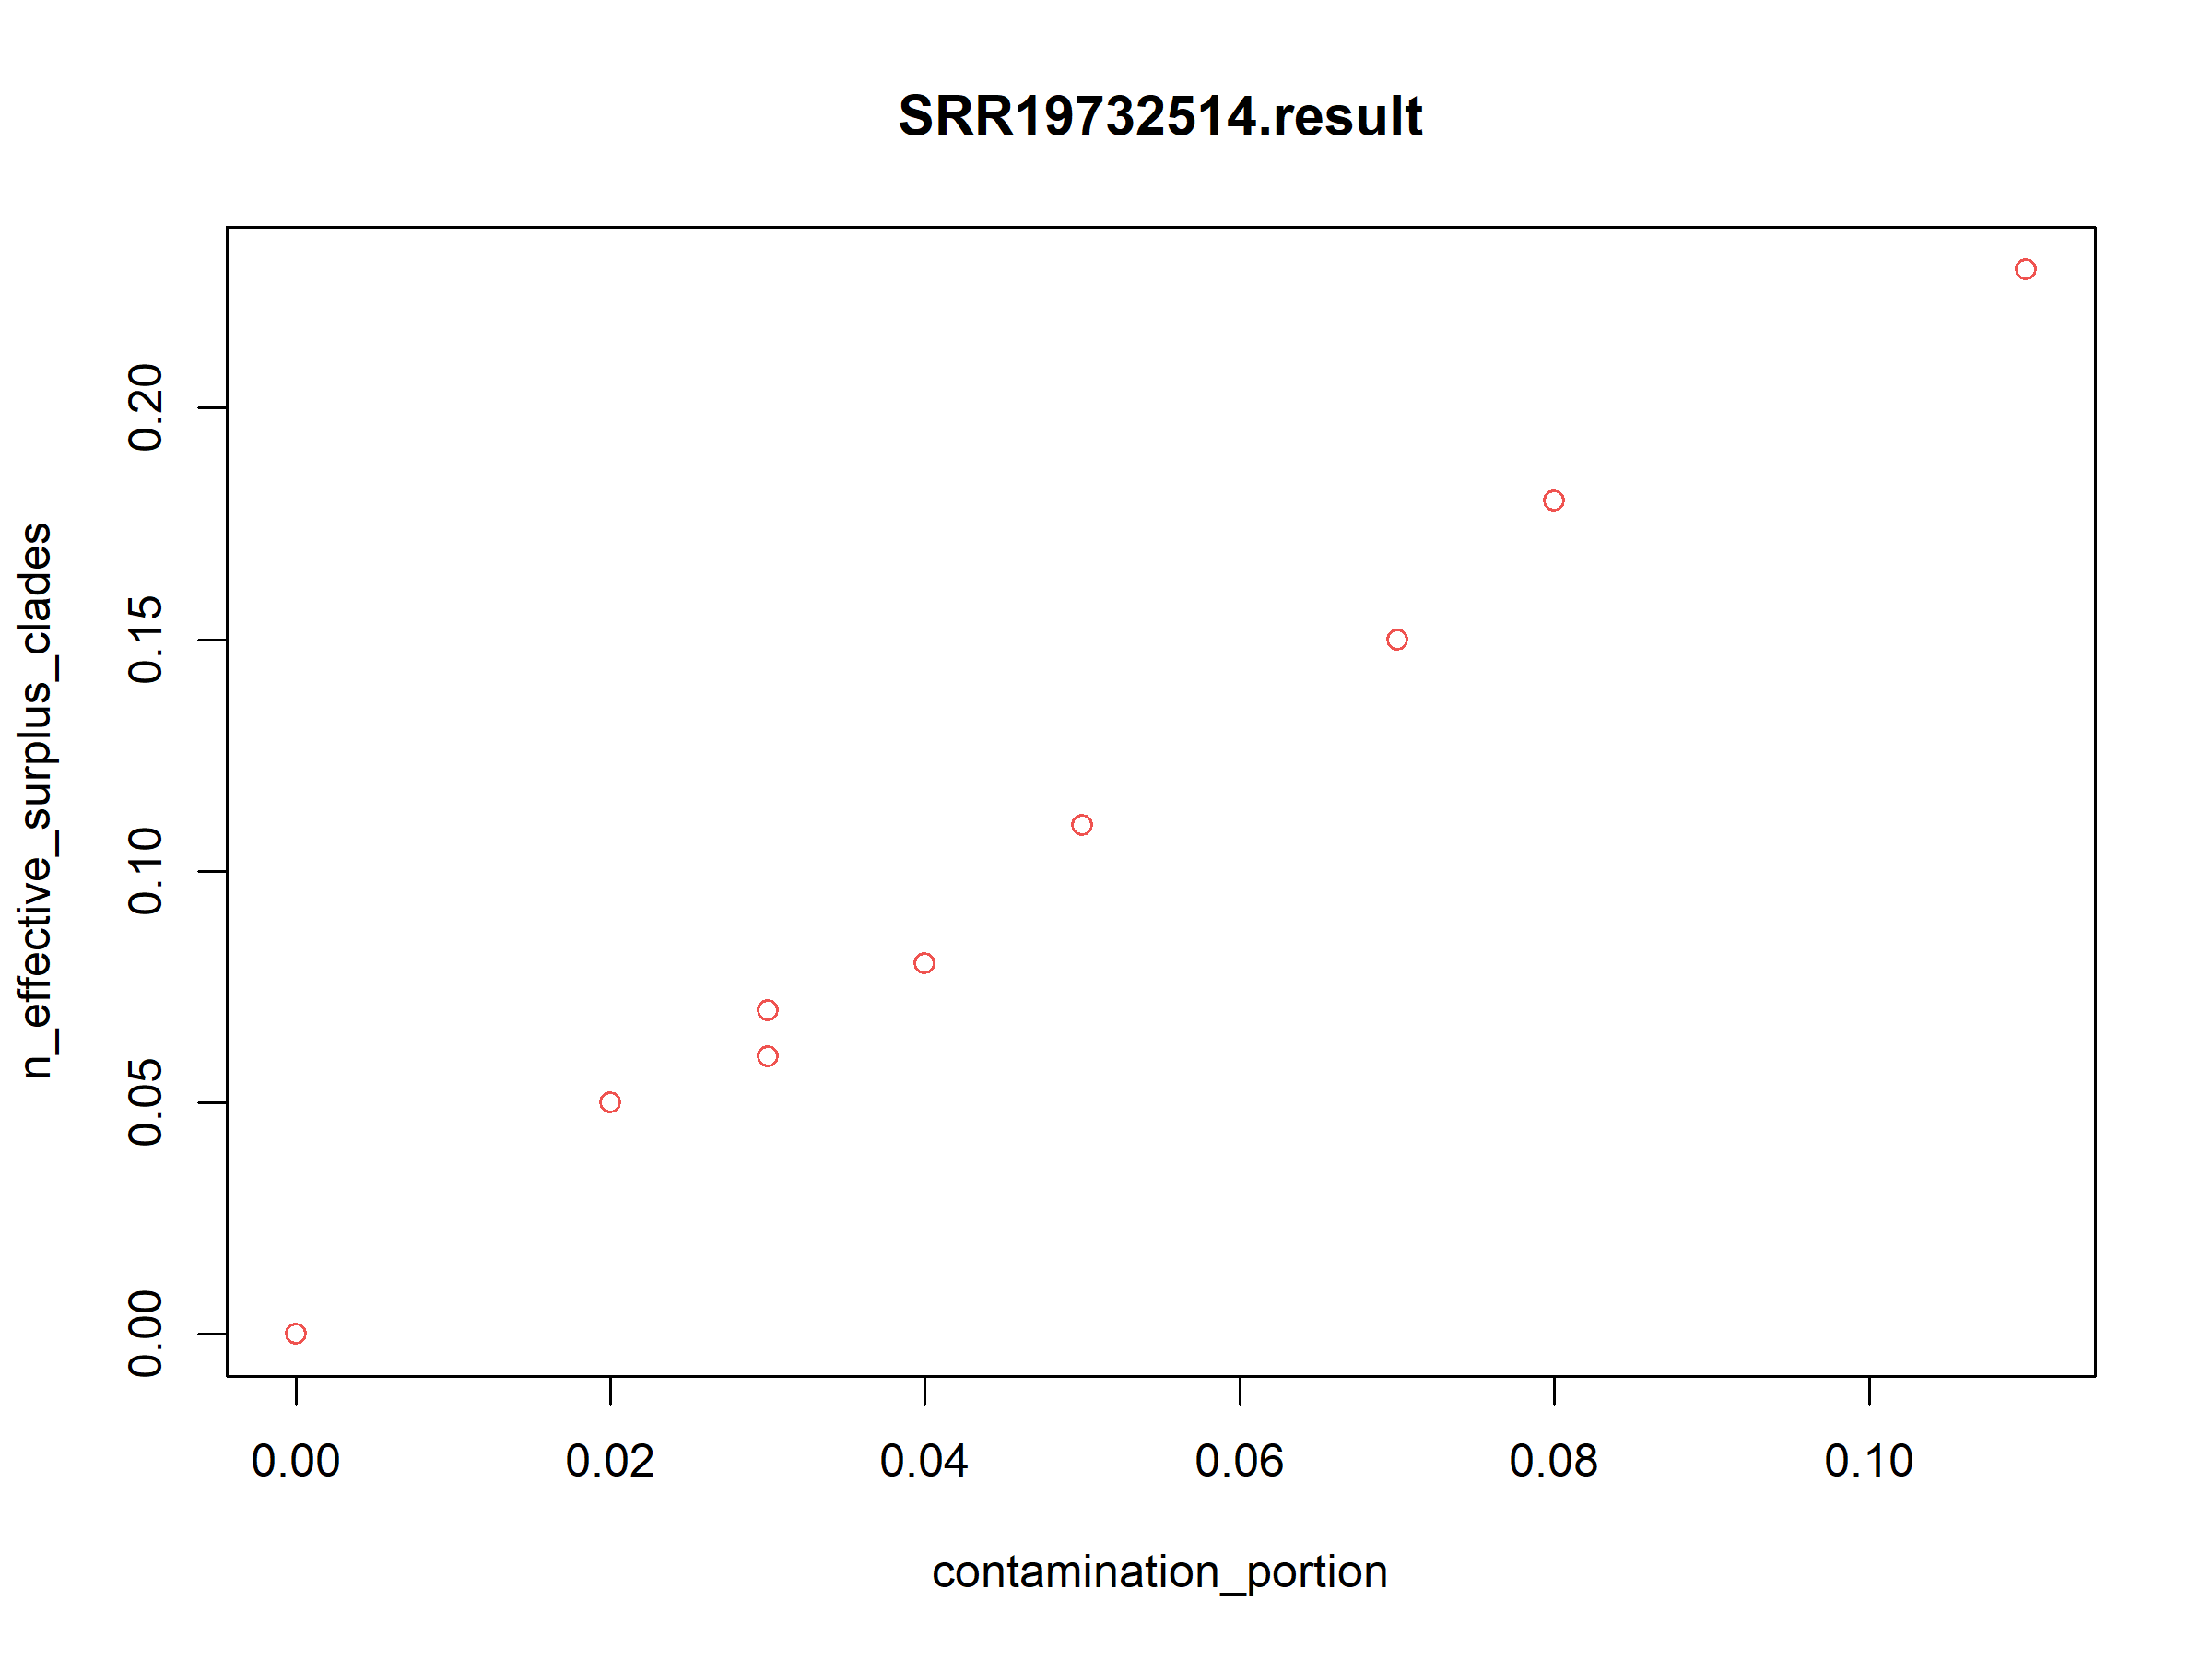 SRR19732514.result
n_effective_surplus_clades
0.20
0.15
0.10
0.05
0.00
0.00 0.02 0.04 0.06 0.08 0.10
contamination_portion